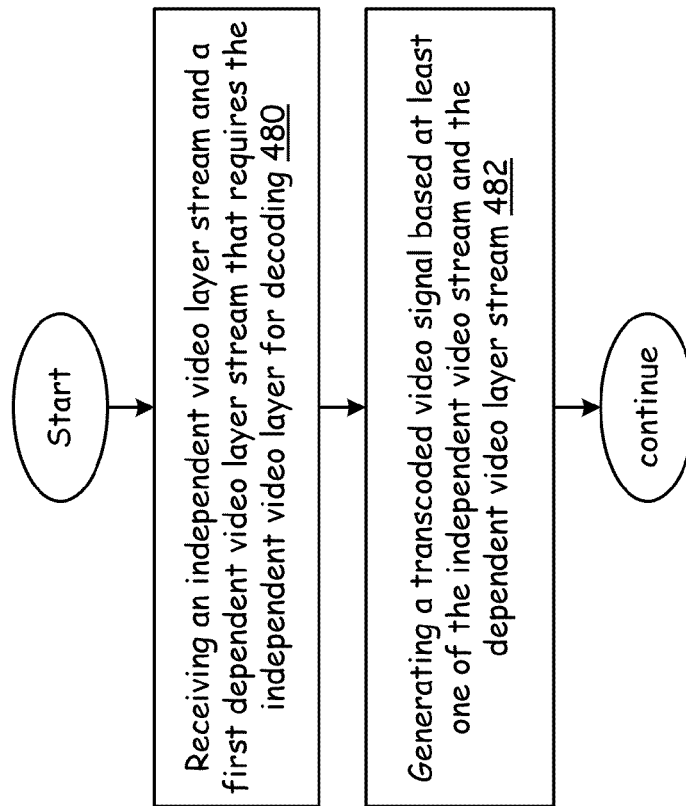 Start
Receiving an independent video layer stream and a
first dependent video layer stream that requires the
independent video layer for decoding 480
Generating a transcoded video signal based at least
one of the independent video stream and the
dependent video layer stream 482
continue